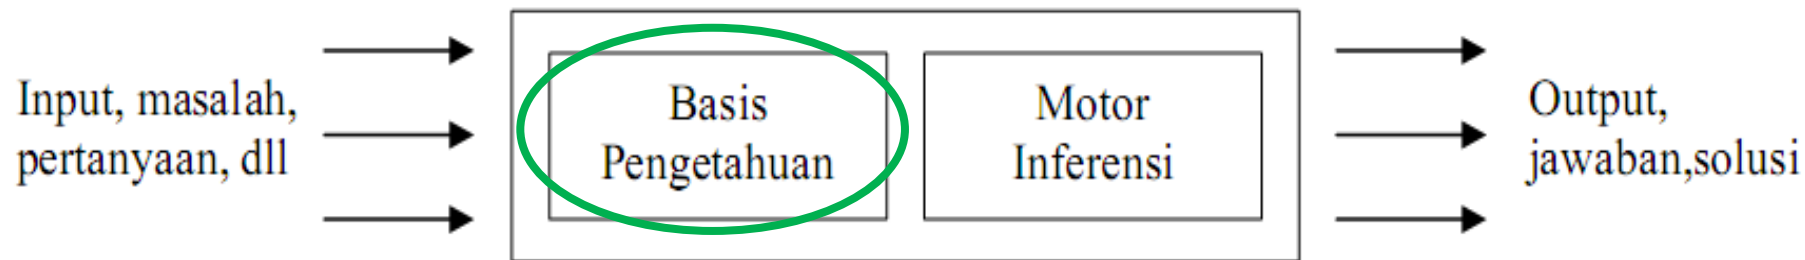 Input, masalah,
pertanyaan, dll
Basis
Pengetahuan
Motor
Inferensi
Output,
jawaban,solusi